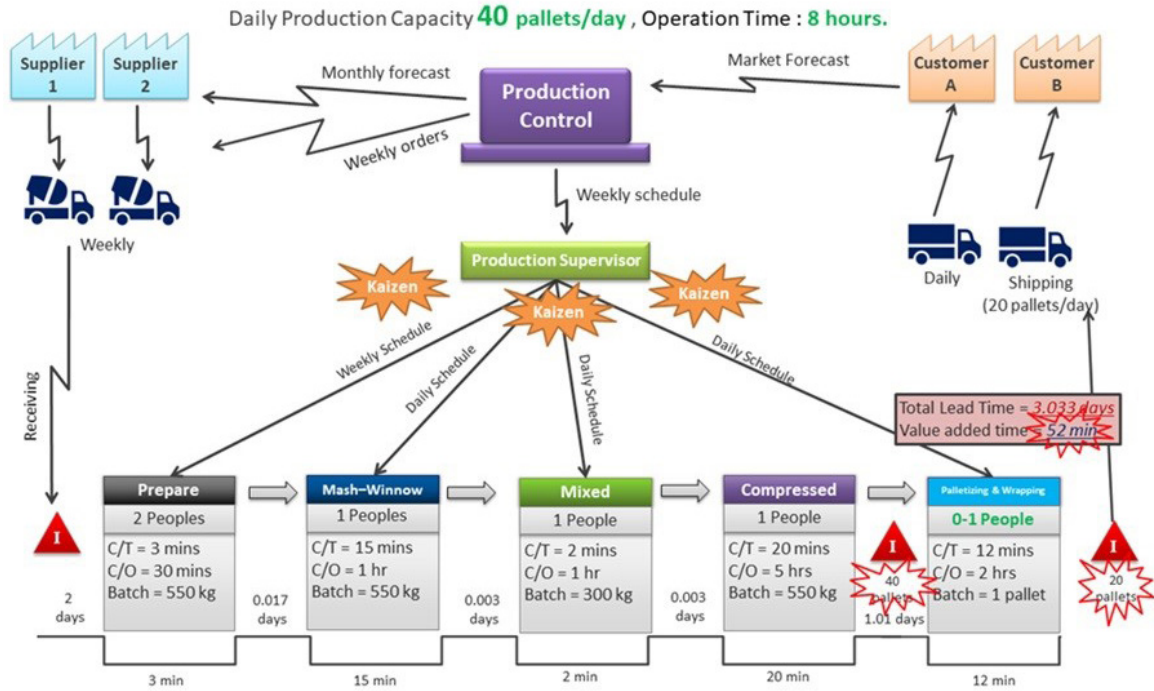 Daily Production Capacity 40 pallets/day , Operation Time : 8 hours.
Supplier
1
Supplier
2
Monthly forecast
Weekly orders
Production
Control
Market Forecast
Customer
A
Customer
B
Weekly
Weekly schedule
Production Supervisor
Kaizen
Kaizen
Kaizen
Daily
Shipping
(20 pallets/day)
Receiving
Weekly Schedule
Daily Schedule
Daily Schedule
Daily Schedule
Total Lead Time = 3.033 days
Value added time = 52 min
I
Prepare
2 Peoples
C/T = 3 mins
C/O = 30 mins
Batch = 550 kg
Mash–Winnow
1 Peoples
C/T = 15 mins
C/O = 1 hr
Batch = 550 kg
Mixed
1 People
C/T = 2 mins
C/O = 1 hr
Batch = 300 kg
Compressed
1 People
C/T = 20 mins
C/O = 5 hrs
Batch = 550 kg
I
40
pallets
Palletizing & Wrapping
0-1 People
C/T = 12 mins
C/O = 2 hrs
Batch = 1 pallet
I
20
pallets
2
days
0.017
days
0.003
days
0.003
days
1.01 days
3 min
15 min
2 min
20 min
12 min